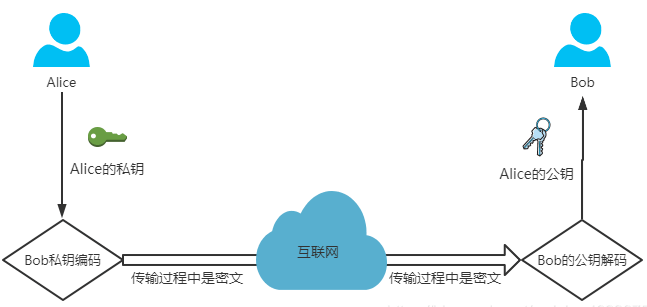 Alice
Bob
Alice的私钥
Alice的公钥
Bob私钥编码
互联网
Bob的公钥解码
传输过程中是密文
传输过程中是密文